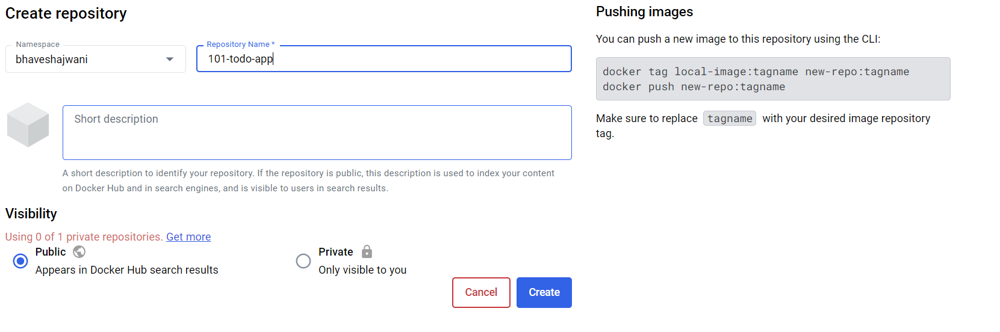 Create repository
Namespace
bhaveshajwani
Repository Name *
101-todo-app
Short description
A short description to identify your repository. If the repository is public, this description is used to index your content
on Docker Hub and in search engines, and is visible to users in search results.
Visibility
Using 0 of 1 private repositories. Get more
Public
Appears in Docker Hub search results
Private
Only visible to you
Cancel
Create
Pushing images
You can push a new image to this repository using the CLI:
docker tag local-image:tagname new-repo:tagname
docker push new-repo:tagname
Make sure to replace tagname with your desired image repository
tag.